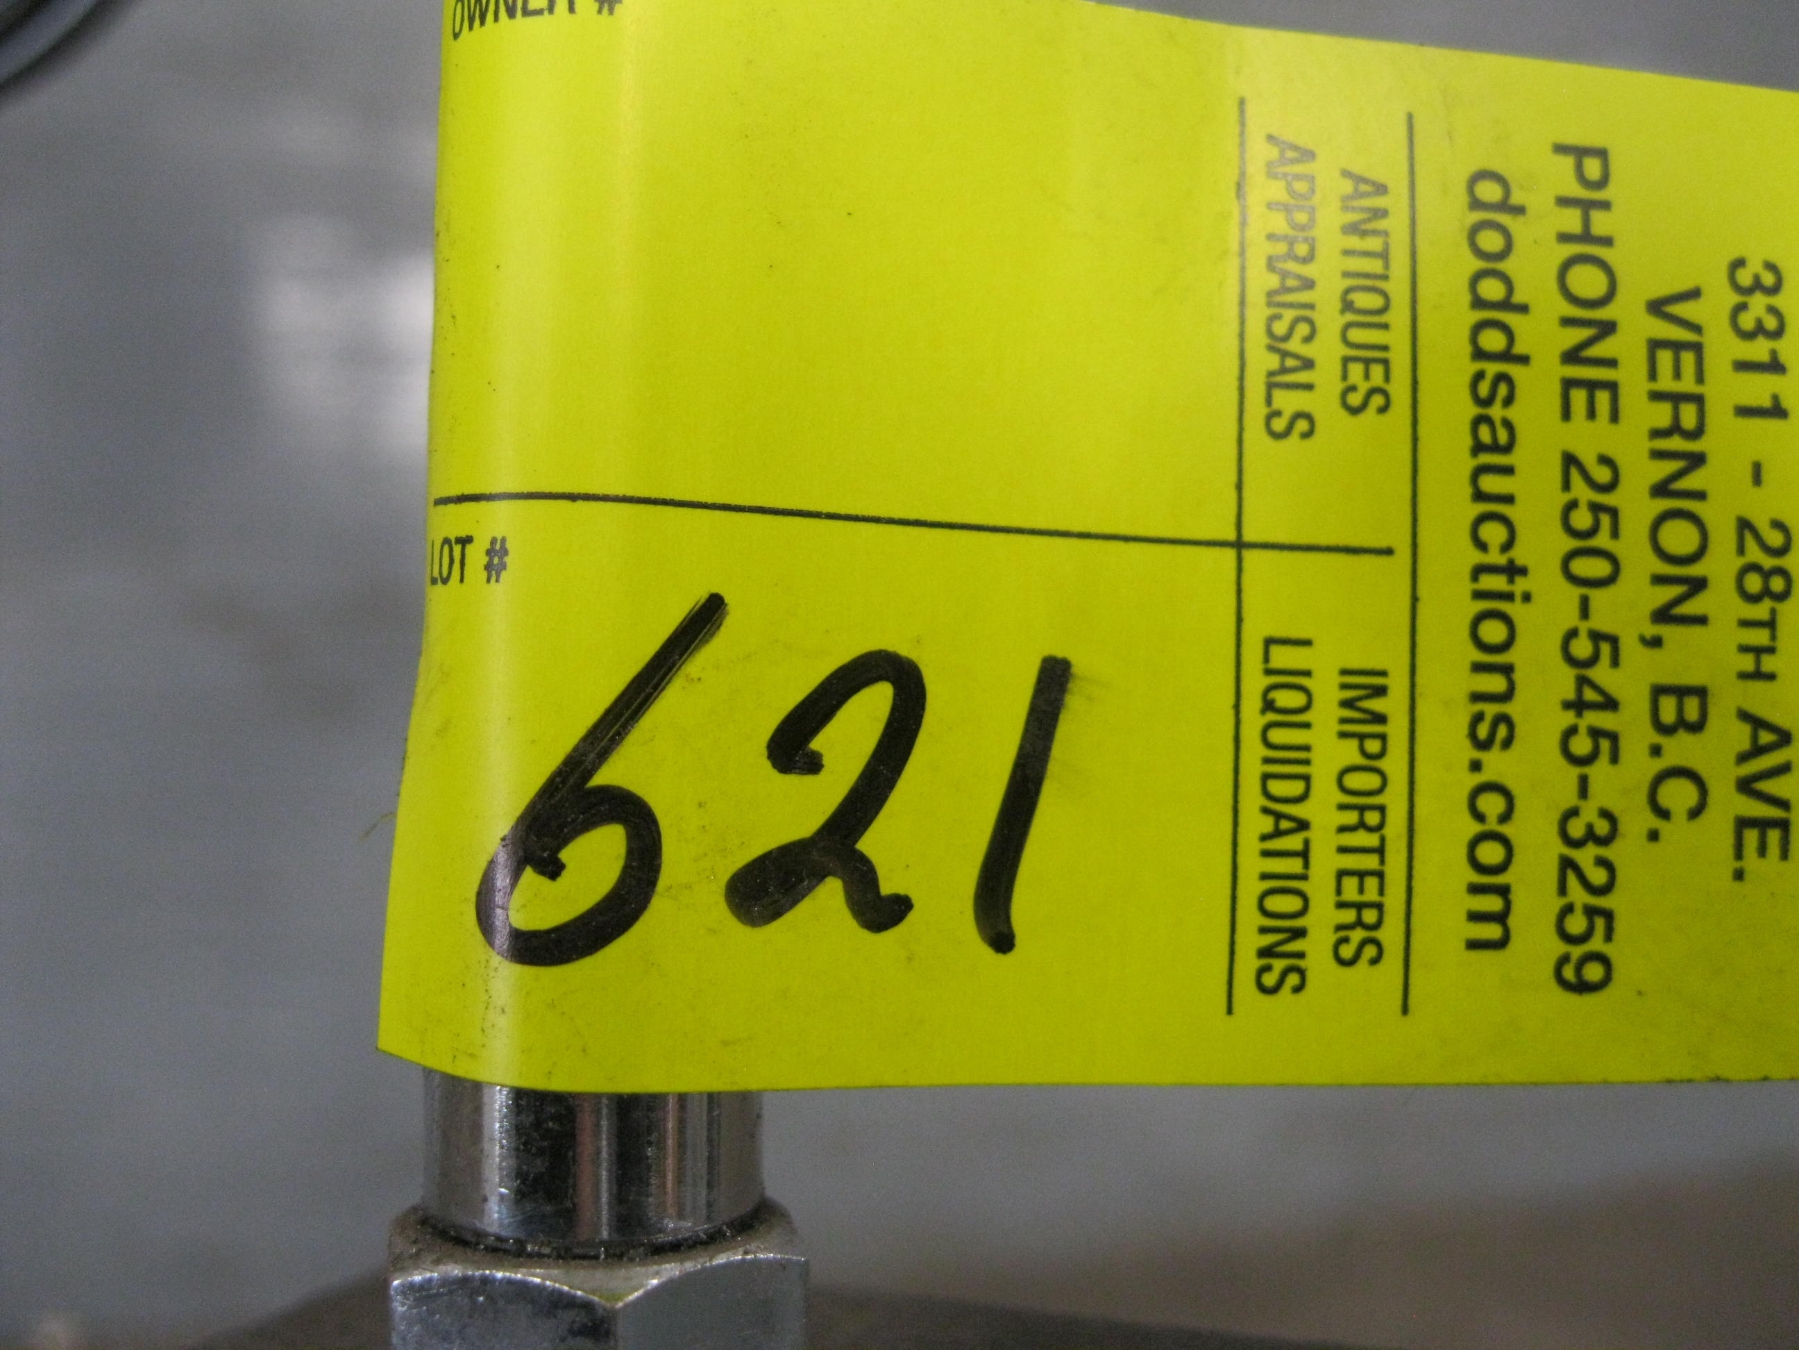 OWNER #
LOT #
621
3311 - 28TH AVE.
VERNON, B.C.
PHONE 250-545-3259
doddsauctions.com
ANTIQUES IMPORTERS
APPRAISALS LIQUIDATIONS